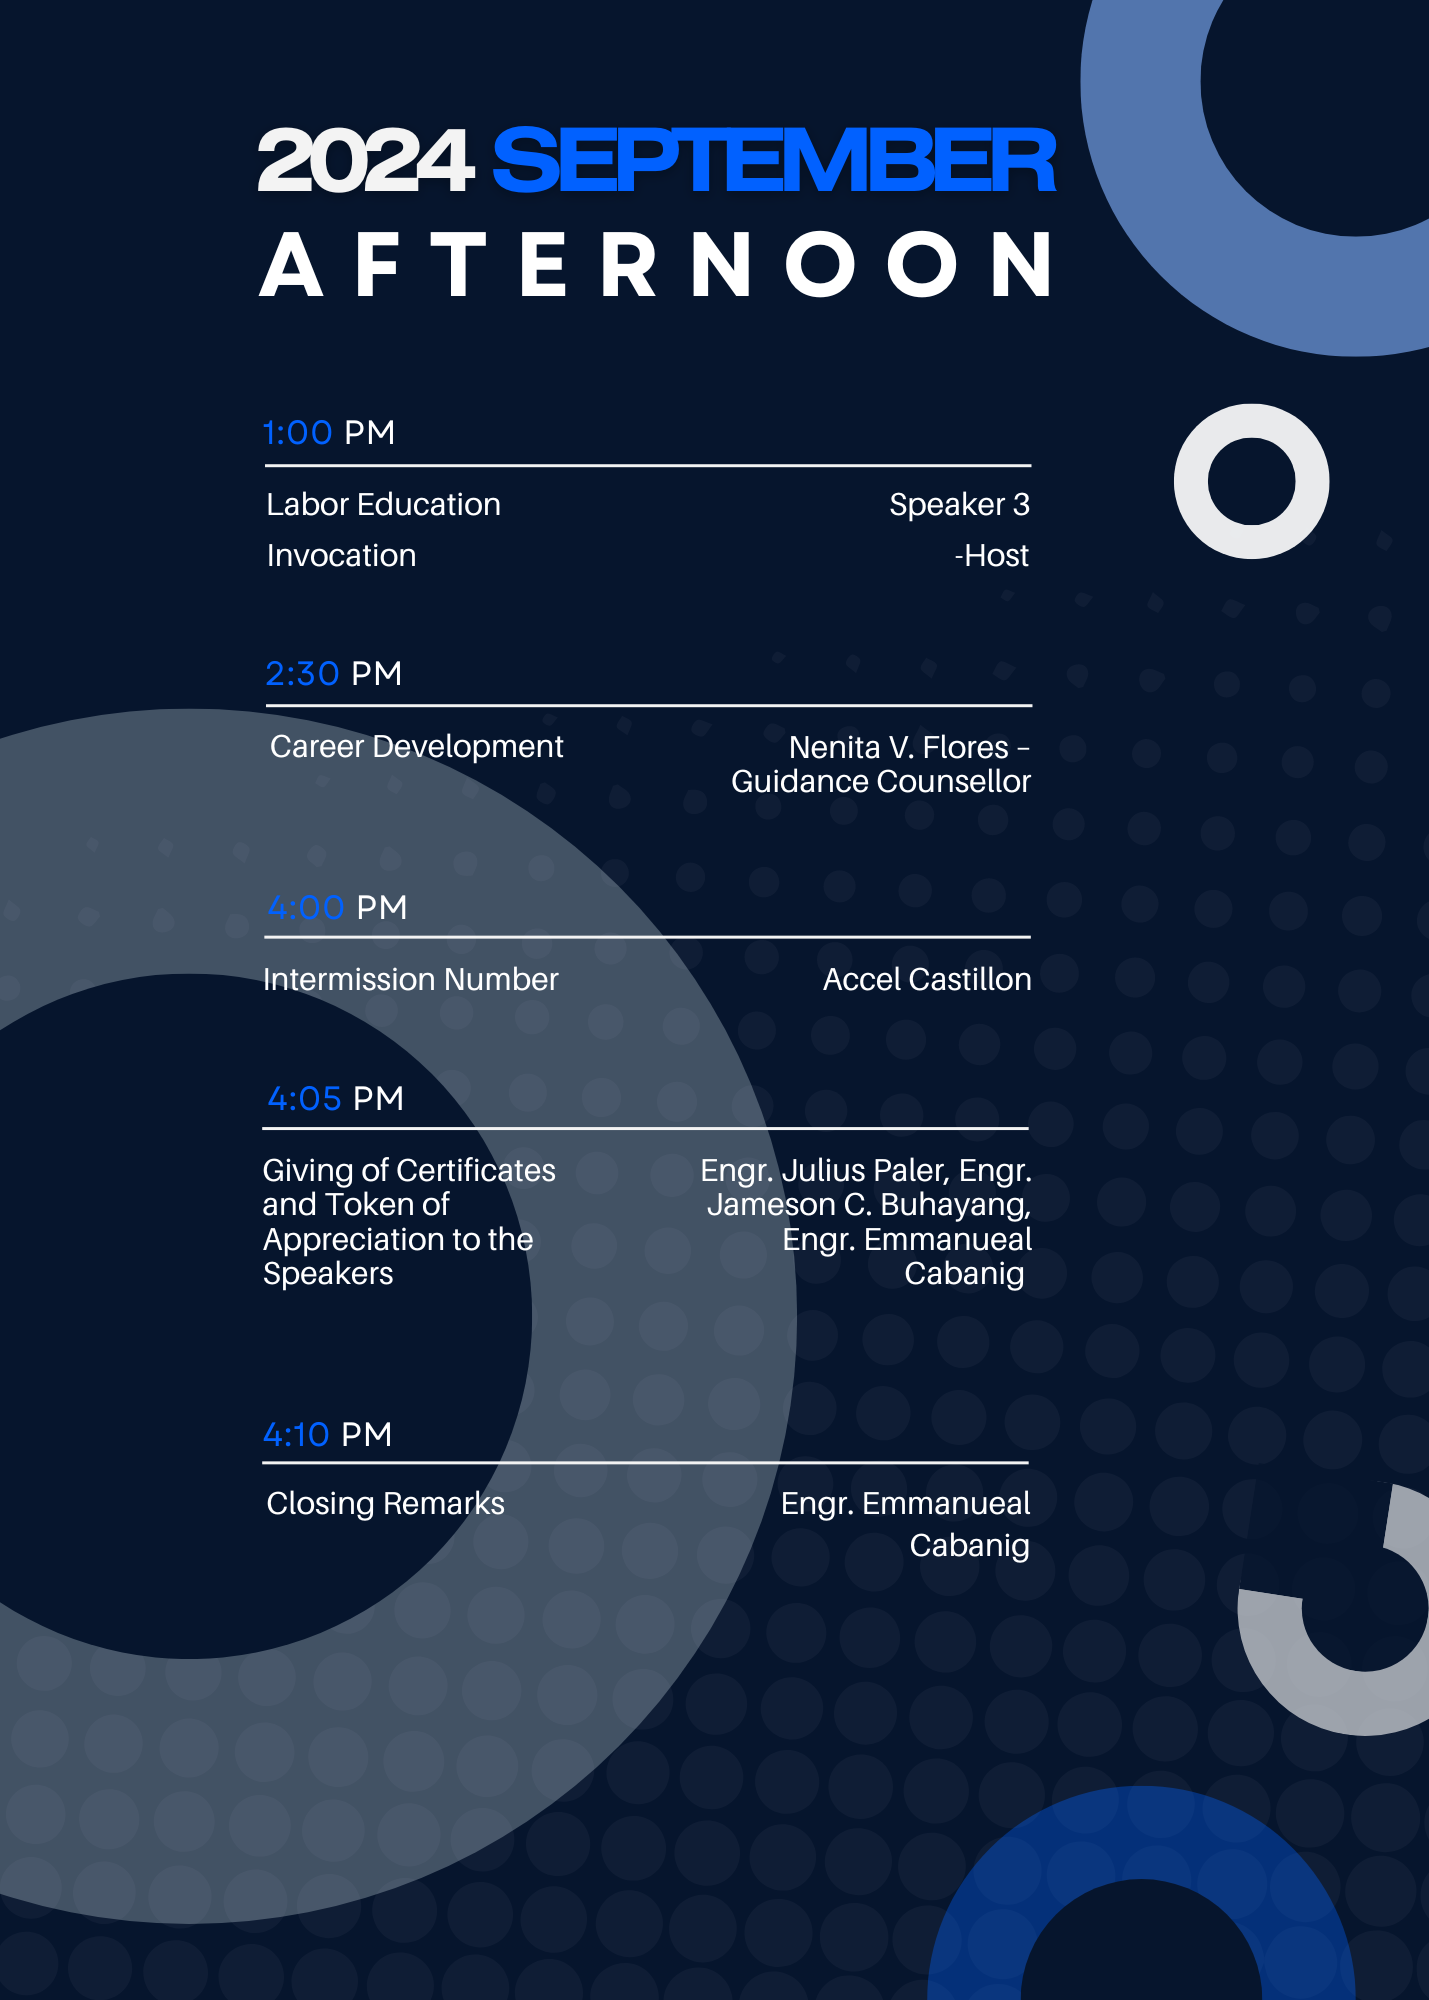 2024 SEPTEMBER
AFTERNOON
1:00 PM
Labor Education Speaker 3
Invocation -Host
2:30 PM
Career Development Nenita V. Flores –
Guidance Counsellor
4:00 PM
Intermission Number Accel Castillon
4:05 PM
Giving of Certificates Engr. Julius Paler, Engr.
and Token of Jameson C. Buhayang,
Appreciation to the Engr. Emmanueal
Speakers Cabanig
4:10 PM
Closing Remarks Engr. Emmanueal
Cabanig